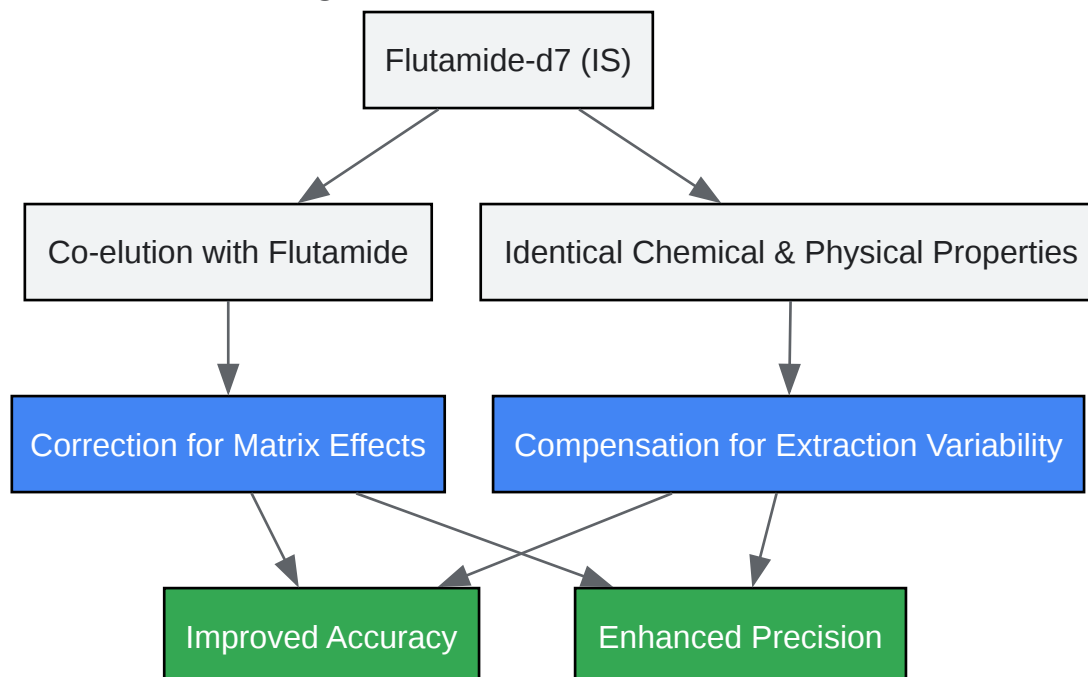 Flutamide-d7 (IS)
Co-elution with Flutamide
Identical Chemical & Physical Properties
Correction for Matrix Effects
Compensation for Extraction Variability
Improved Accuracy
Enhanced Precision